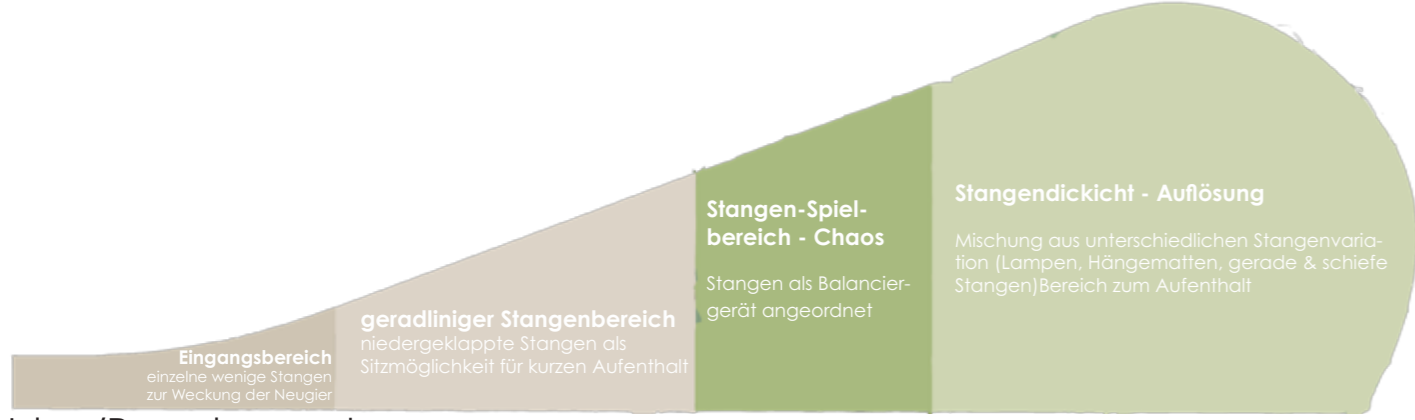 Eingangsbereich
einzelne wenige Stangen
zur Weckung der Neugier
geradliniger Stangenbereich
niedergeklappte Stangen als
Sitzmöglichkeit für kurzen Aufenthalt
Stangen-Spiel-
bereich - Chaos
Stangen als Balancier-
gerät angeordnet
Stangendickicht - Auflösung
Mischung aus unterschiedlichen Stangenvaria-
tion (Lampen, Hängematten, gerade & schiefe
Stangen)Bereich zum Aufenthalt